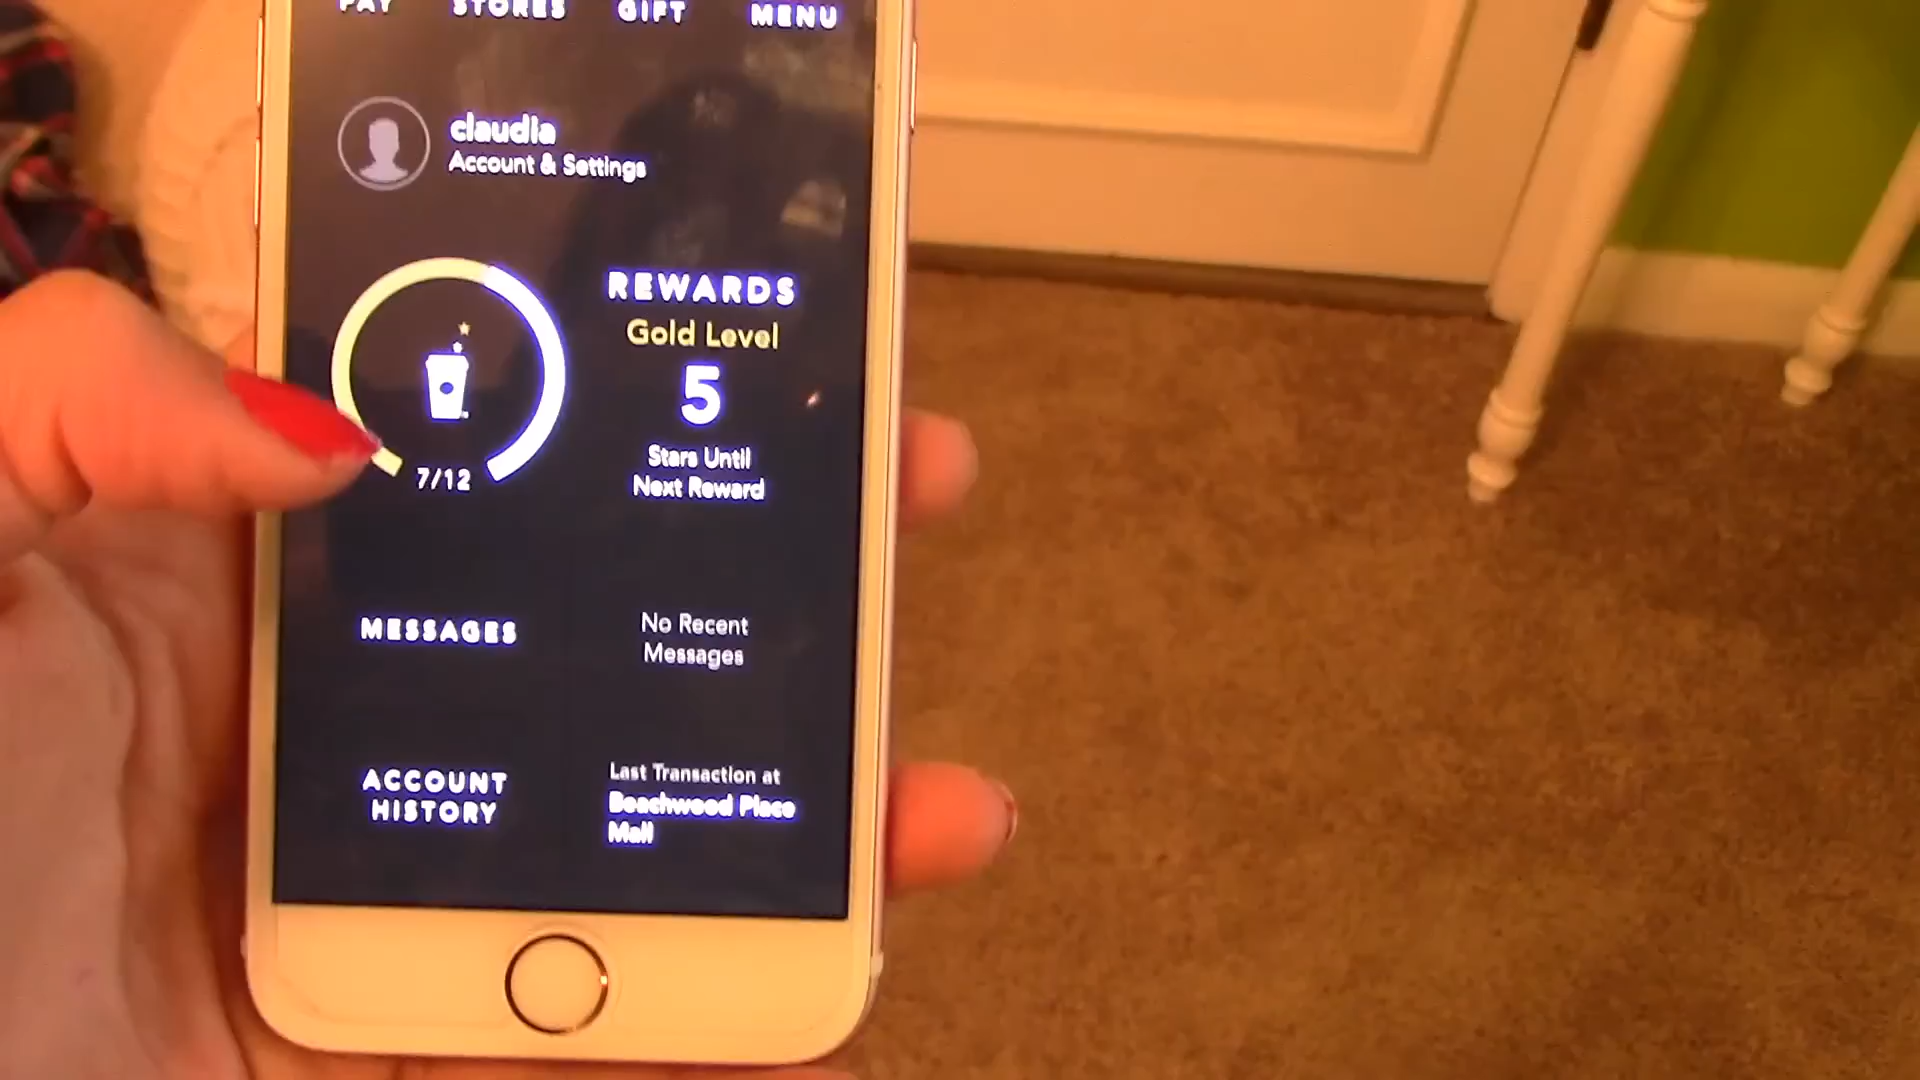 PAY STORES GIFT MENU
claudia
Account & Settings
REWARDS
Gold Level
5
Stars Until
Next Reward
7/12
MESSAGES
No Recent
Messages
ACCOUNT
HISTORY
Last Transaction at
Beachwood Place
Mall